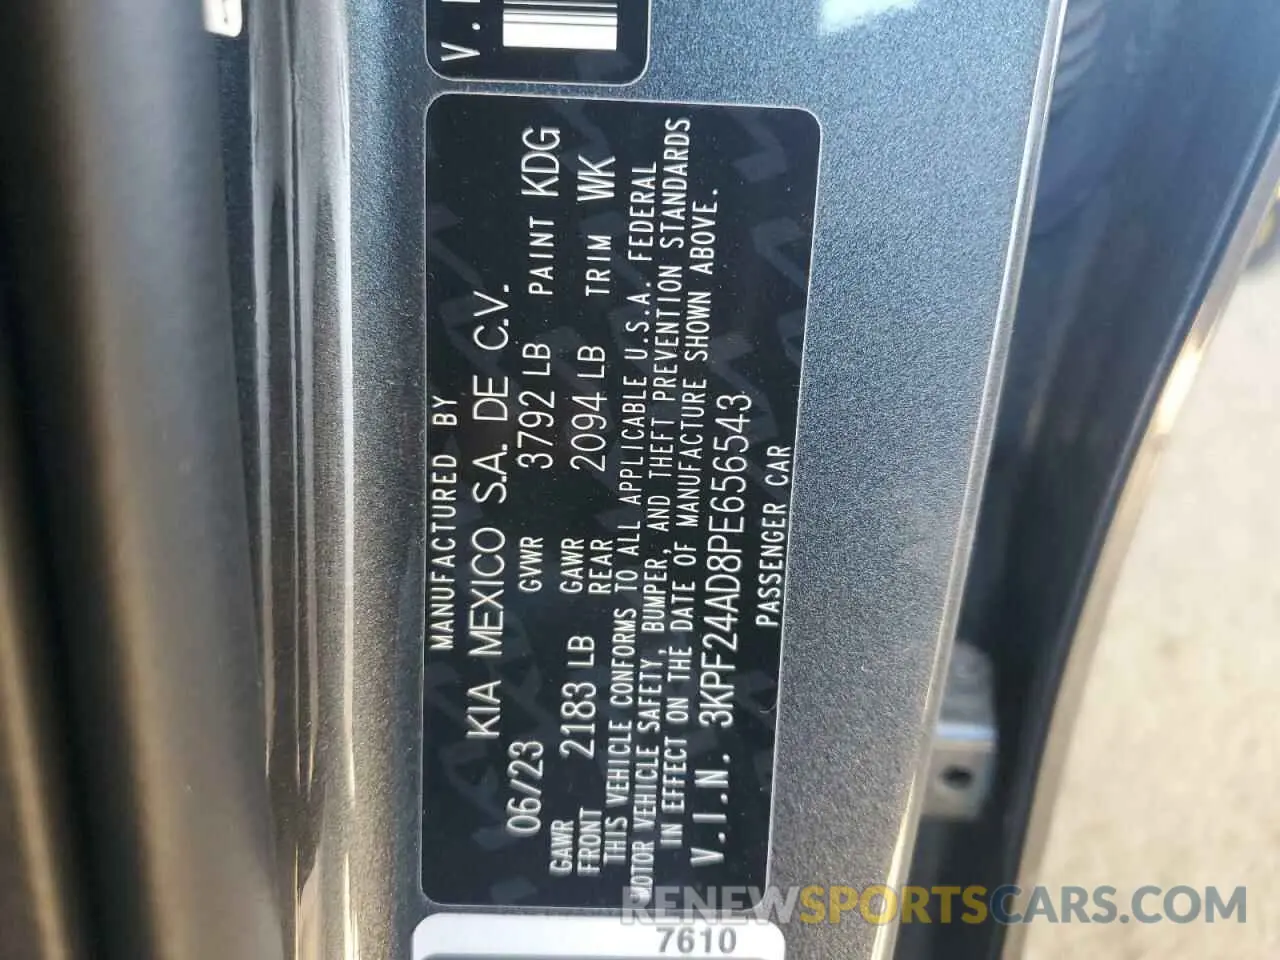 V.I
MANUFACTURED BY
KIA MEXICO S.A. DE C.V.
06/23 GVWR 3792 LB PAINT KDG
GAWR FRONT 2183 LB GAWR REAR 2094 LB TRIM WK
THIS VEHICLE CONFORMS TO ALL APPLICABLE U.S.A. FEDERAL
MOTOR VEHICLE SAFETY, BUMPER, AND THEFT PREVENTION STANDARDS
IN EFFECT ON THE DATE OF MANUFACTURE SHOWN ABOVE.
V.I.N. 3KPF24AD8PE656543
PASSENGER CAR
7610
RENEWSPORTSCARS.COM